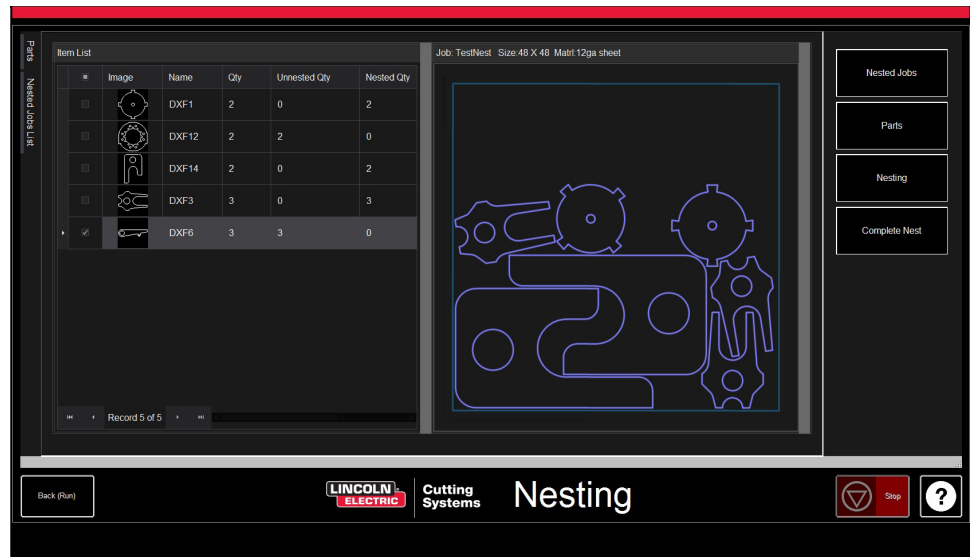 Parts
Nested Jobs List
Item List
Image Name Qty Unnested Qty Nested Qty
DXF1 2 0 2
DXF12 2 2 0
DXF14 2 0 2
DXF3 3 0 3
DXF6 3 3 0
Record 5 of 5
Job: TestNest Size:48 X 48 Matrl:12ga sheet
Nested Jobs
Parts
Nesting
Complete Nest
Back (Run)
LINCOLN
ELECTRIC
Cutting
Systems
Nesting
Stop
?